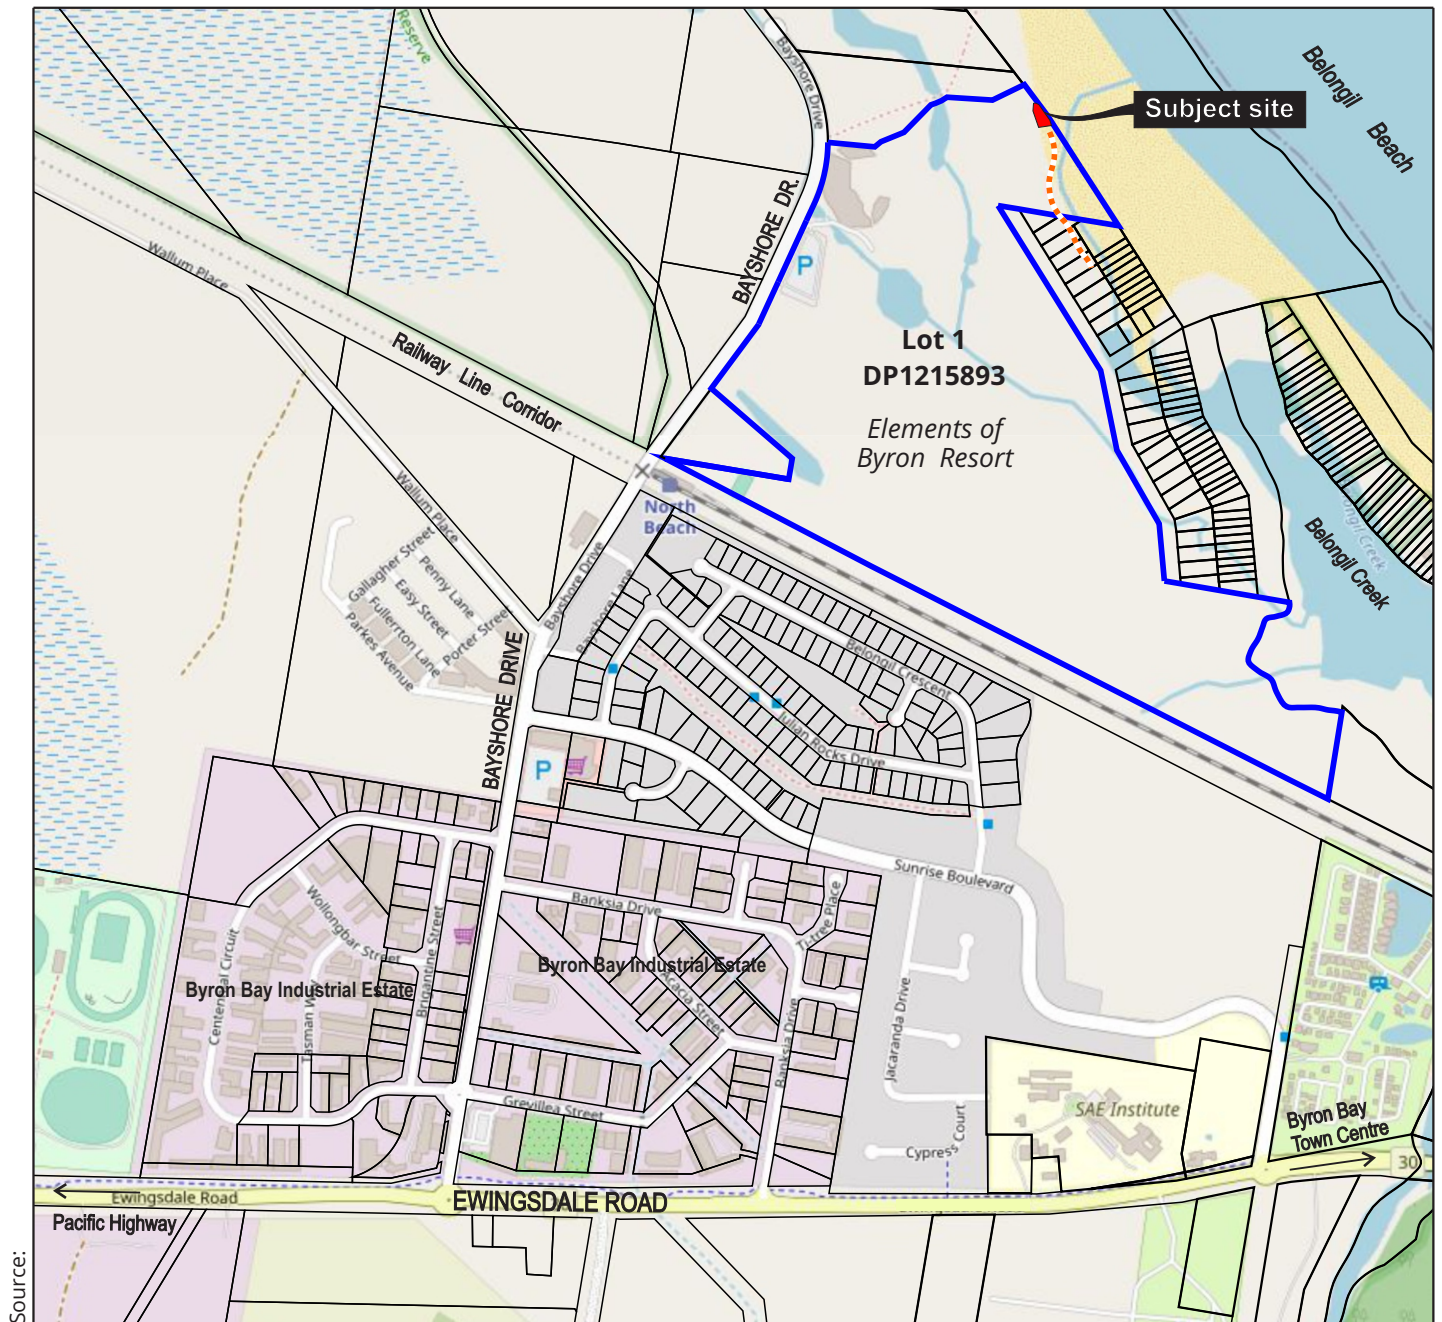 Reserve
Bayshore Drive
Belongil
Beach
Subject site
BAYSHORE DR.
Wallum Place
P
Railway Line Corridor
Lot 1
DP1215893
Elements of
Byron Resort
Wallum Place
North
Beach
Belongil Creek
Gallagher Street
Penny Lane
Easy Street
Fullerrton Lane
Porter Street
Parkes Avenue
Bayshore Drive
Bayshore Lane
BAYSHORE DRIVE
Belongil Crescent
Julian Rocks Drive
P
Sunrise Boulevard
Banksia Drive
Ti-tree Place
Wollongbar Street
Brigantine Street
Centennial Circuit
Byron Bay Industrial Estate
Byron Bay Industrial Estate
Acacia Street
Banksia Drive
Jacaranda Drive
Grevillea Street
SAE Institute
Cypress Court
Byron Bay
Town Centre
30
Ewingsdale Road
EWINGSDALE ROAD
Pacific Highway
Source: